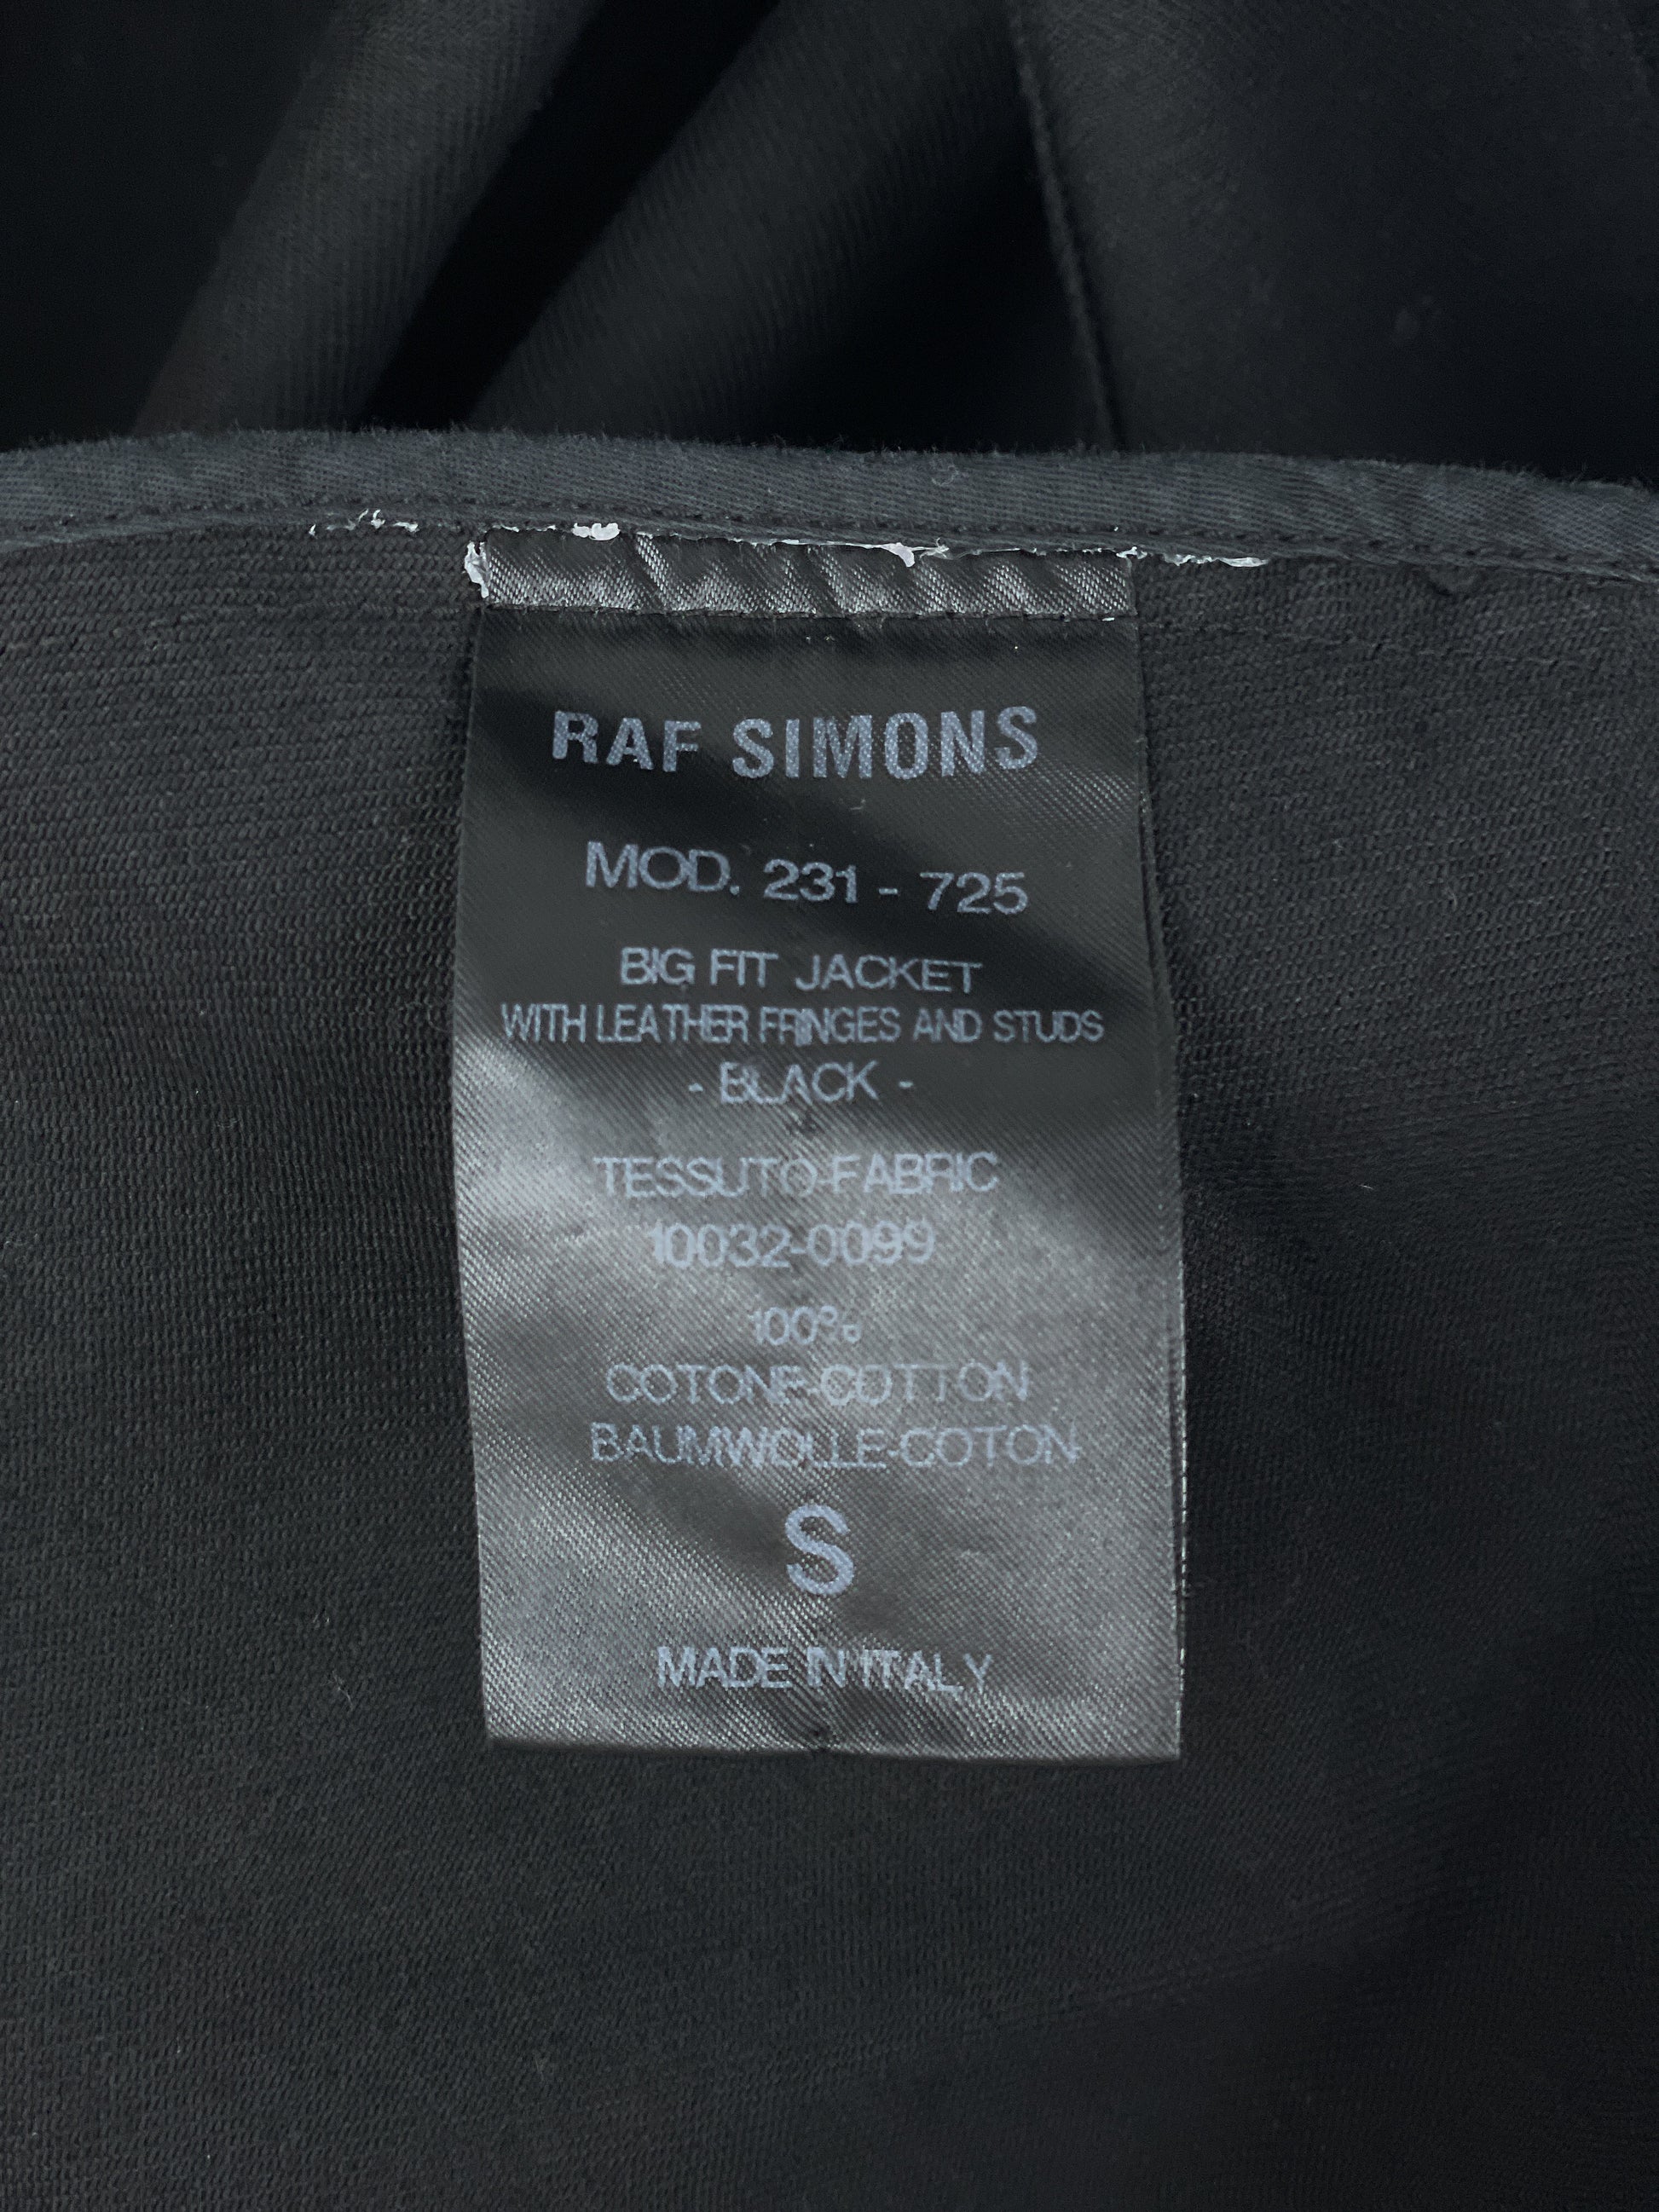 RAF SIMONS
MOD. 231 - 725
BIG FIT JACKET
WITH LEATHER FRINGES AND STUDS
- BLACK -
TESSUTO-FABRIC
10032-0099
100%
COTONE-COTTON
BAUMWOLLE-COTON
S
MADE IN ITALY